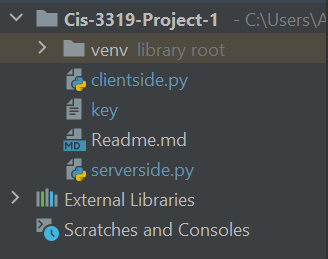 Cis-3319-Project-1 - C:\Users\A
venv library root
clientside.py
key
MD Readme.md
serverside.py
External Libraries
Scratches and Consoles